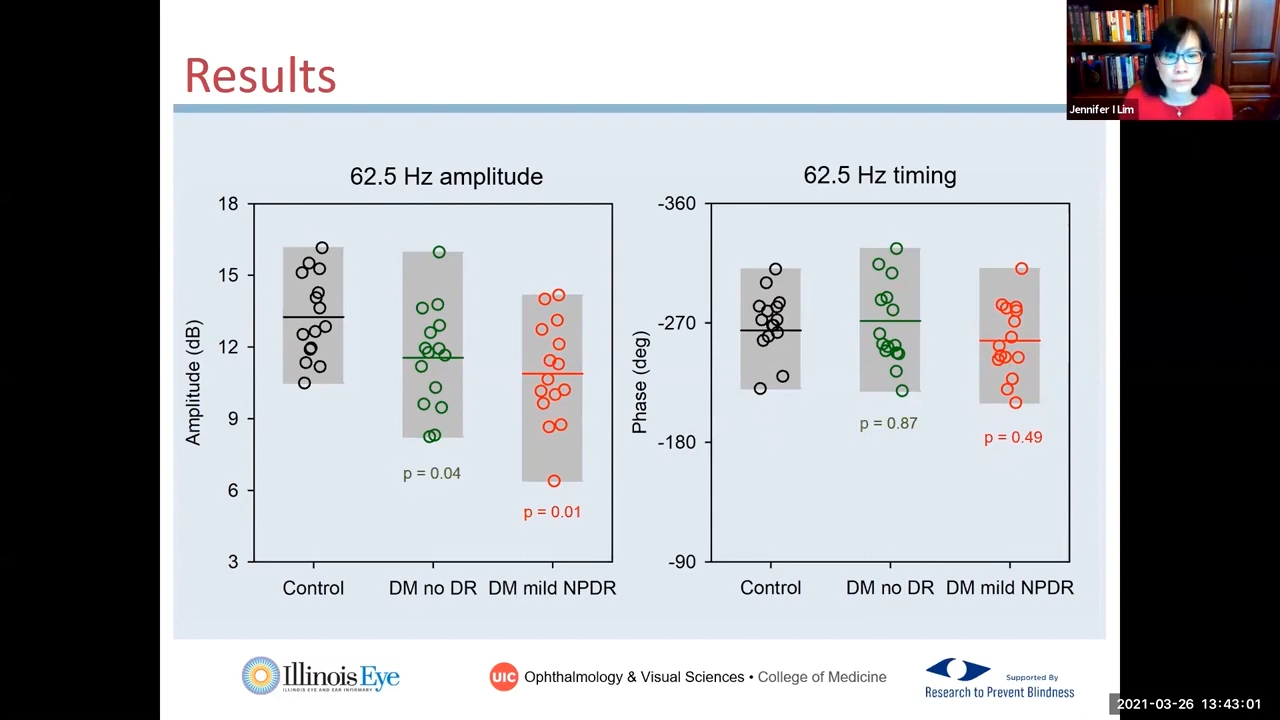 Results
Jennifer I Lim
62.5 Hz amplitude
18
15
12
9
6
3
Amplitude (dB)
p = 0.04
p = 0.01
Control
DM no DR
DM mild NPDR
62.5 Hz timing
-360
-270
-180
-90
Phase (deg)
p = 0.87
p = 0.49
Control
DM no DR
DM mild NPDR
Illinois Eye
ILLINOIS EYE AND EAR INFIRMARY
UIC Ophthalmology & Visual Sciences • College of Medicine
Supported By
Research to Prevent Blindness
2021-03-26 13:43:01